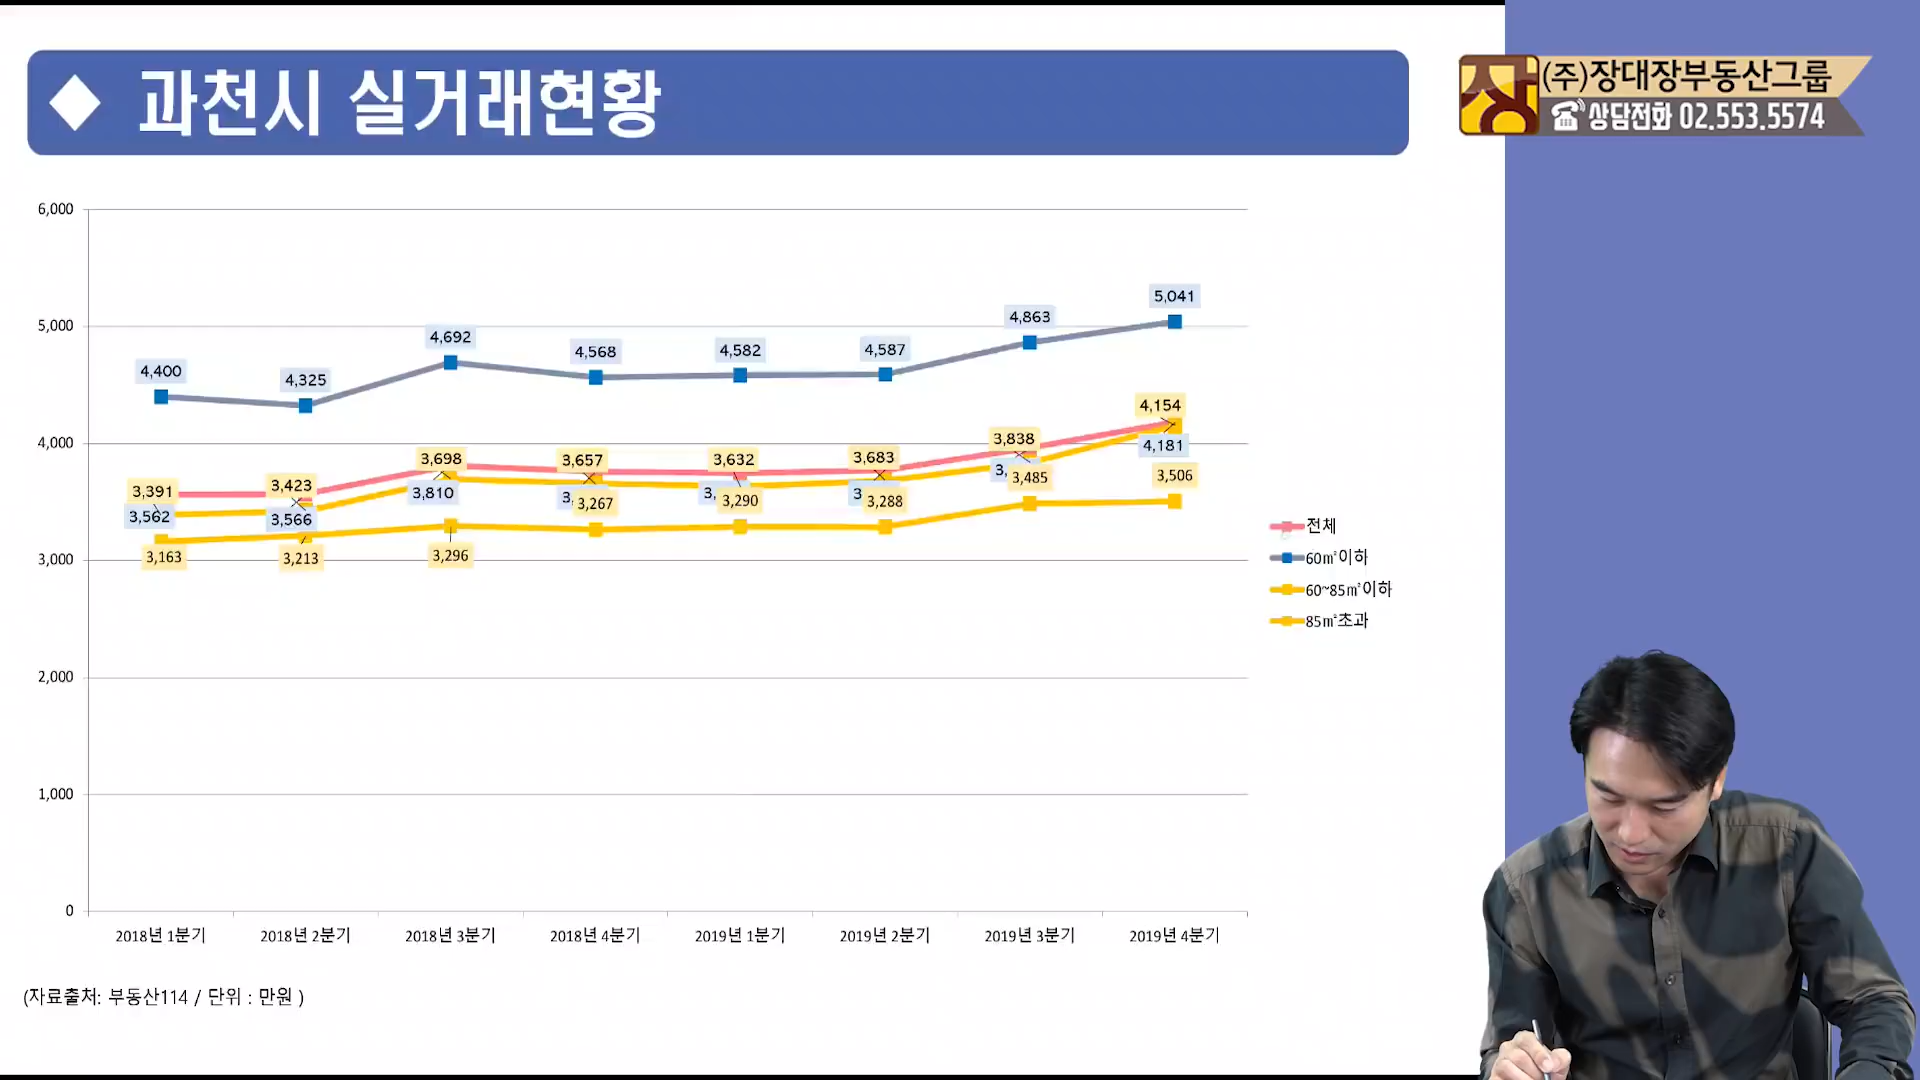 ◆ 과천시 실거래현황
(주)장대장부동산그룹
상담전화 02.553.5574
6,000
5,000
4,000
3,000
2,000
1,000
0
4,400
4,325
4,692
4,568
4,582
4,587
4,863
5,041
3,391
3,423
3,698
3,657
3,632
3,683
3,838
4,154
3,562
3,566
3,810
4,181
3,163
3,213
3,296
3,267
3,290
3,288
3,485
3,506
전체
60㎡이하
60~85㎡이하
85㎡초과
2018년 1분기
2018년 2분기
2018년 3분기
2018년 4분기
2019년 1분기
2019년 2분기
2019년 3분기
2019년 4분기
(자료출처: 부동산114 / 단위 : 만원 )